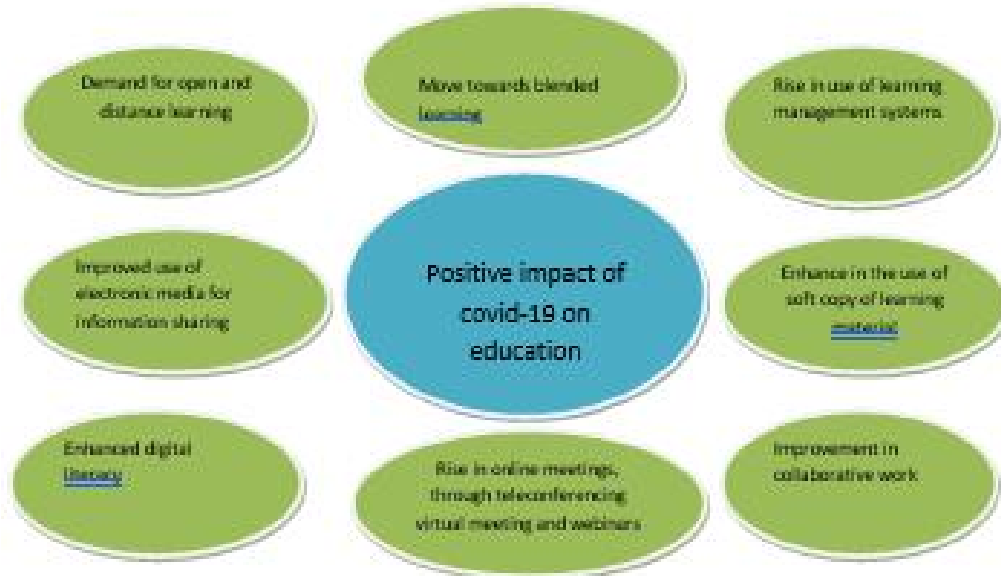 Demand for open and
distance learning
Move towards blended
learning
Rise in use of learning
management systems
Improved use of
electronic media for
information sharing
Positive impact of
covid-19 on
education
Enhance in the use of
soft copy of learning
material
Enhanced digital
literacy
Rise in online meetings,
through teleconferencing
virtual meeting and webinars
Improvement in
collaborative work